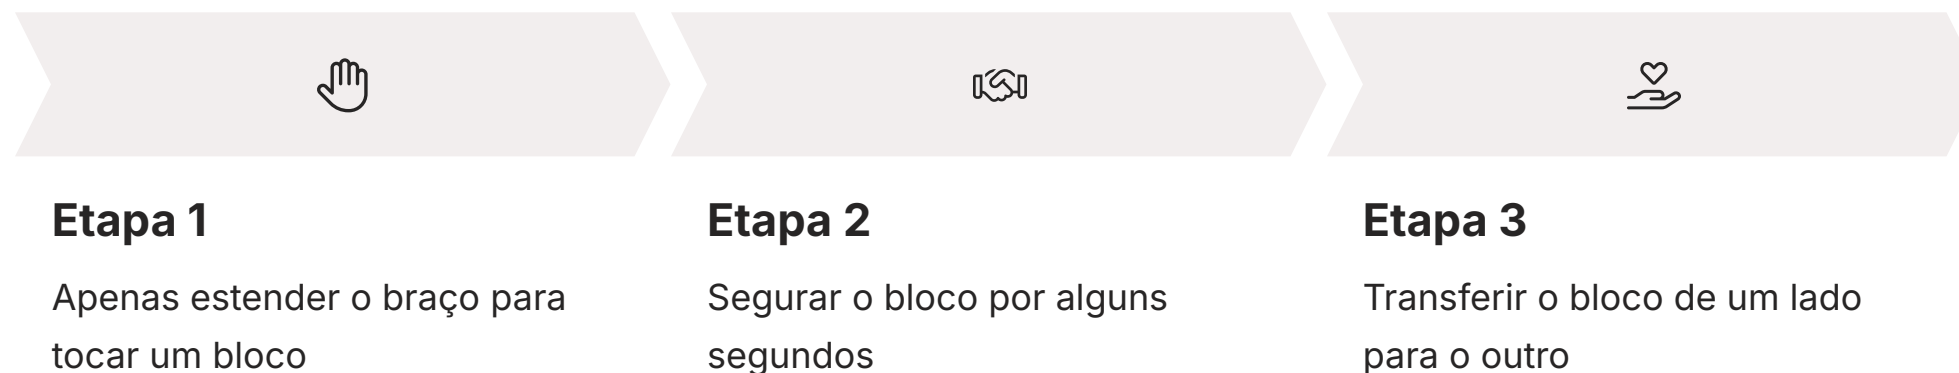 Etapa 1
Apenas estender o braço para
tocar um bloco
Etapa 2
Segurar o bloco por alguns
segundos
Etapa 3
Transferir o bloco de um lado
para o outro